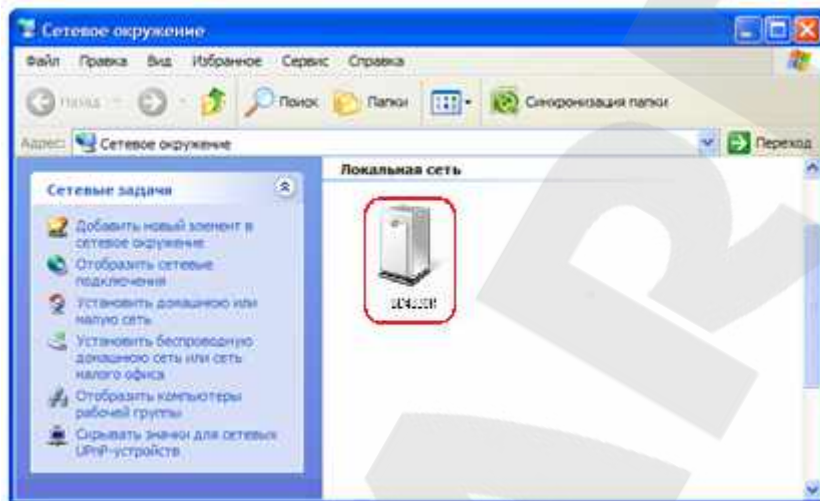 Сетевое окружение
Файл Правка Вид Избранное Сервис Справка
Назад Поиск Папки Синхронизация папки
Адрес: Сетевое окружение Переход
Локальная сеть
Сетевые задачи
Добавить новый элемент в
сетевое окружение
Отобразить сетевые
подключения
Установить домашнюю или
малую сеть
Установить беспроводную
домашнюю сеть или сеть
малого офиса
Отобразить компьютеры
рабочей группы
Скрывать значки для сетевых
UPnP-устройств